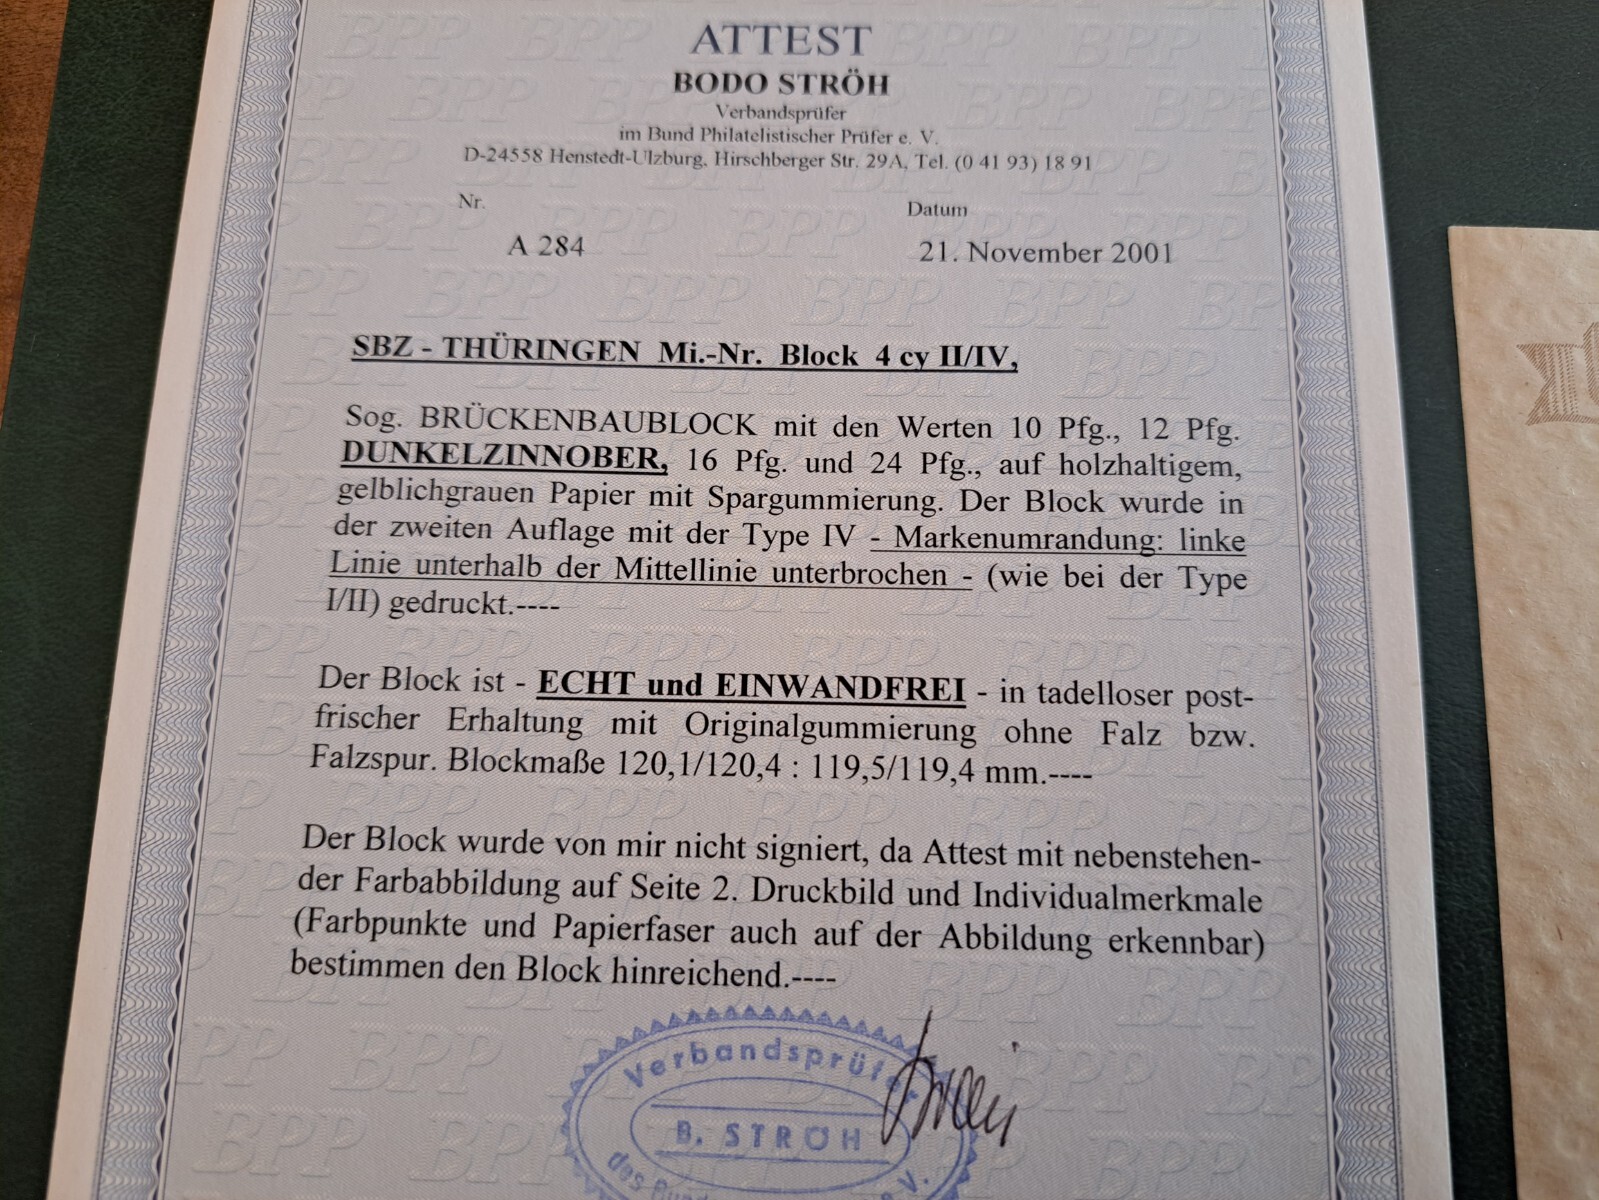 ATTEST
BODO STRÖH
Verbandsprüfer
im Bund Philatelistischer Prüfer e. V.
D-24558 Henstedt-Ulzburg, Hirschberger Str. 29A, Tel. (0 41 93) 18 91
Nr. Datum
A 284 21. November 2001
SBZ - THÜRINGEN Mi.-Nr. Block 4 cy II/IV,
Sog. BRÜCKENBAUBLOCK mit den Werten 10 Pfg., 12 Pfg.
DUNKELZINNOBER, 16 Pfg. und 24 Pfg., auf holzhaltigem,
gelblichgrauen Papier mit Spargummierung. Der Block wurde in
der zweiten Auflage mit der Type IV - Markenumrandung: linke
Linie unterhalb der Mittellinie unterbrochen - (wie bei der Type
I/II) gedruckt.----
Der Block ist - ECHT und EINWANDFREI - in tadelloser post-
frischer Erhaltung mit Originalgummierung ohne Falz bzw.
Falzspur. Blockmaße 120,1/120,4 : 119,5/119,4 mm.----
Der Block wurde von mir nicht signiert, da Attest mit nebenstehen-
der Farbabbildung auf Seite 2. Druckbild und Individualmerkmale
(Farbpunkte und Papierfaser auch auf der Abbildung erkennbar)
bestimmen den Block hinreichend.----
Verbandsprüfe
B. STRÖH
des Bund e.V.